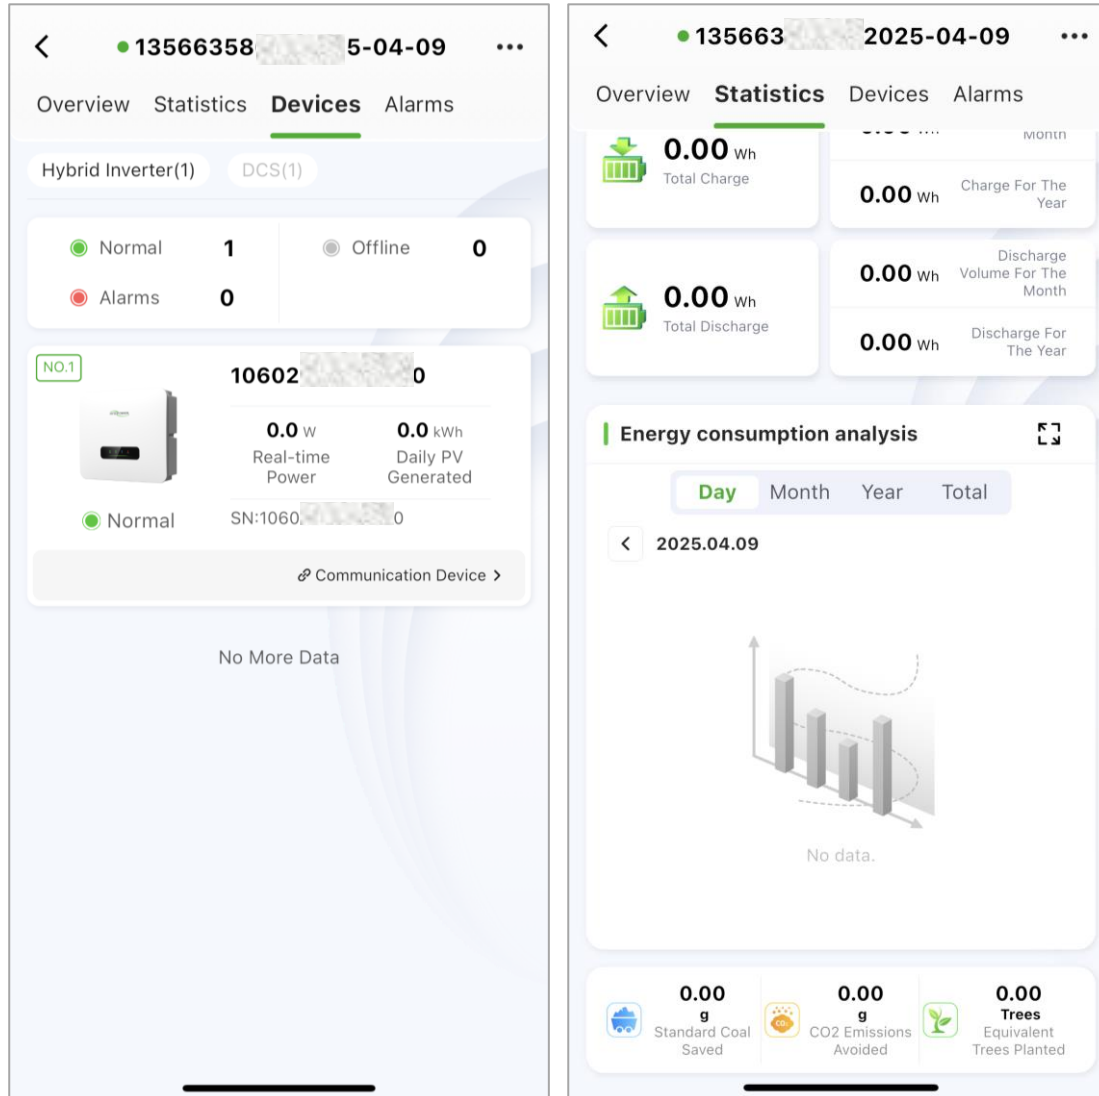 13566358 5-04-09 •••
Overview Statistics Devices Alarms
Hybrid Inverter(1) DCS(1)
Normal 1 Offline 0
Alarms 0
NO.1
10602 0
0.0 W 0.0 kWh
Real-time Daily PV
Power Generated
Normal SN:1060 0
Communication Device >
No More Data
135663 2025-04-09 •••
Overview Statistics Devices Alarms
0.00 Wh
Total Charge
Month
0.00 Wh Charge For The
Year
0.00 Wh
Total Discharge
0.00 Wh Discharge
Volume For The
Month
0.00 Wh Discharge For
The Year
Energy consumption analysis
Day Month Year Total
2025.04.09
No data.
0.00
g
Standard Coal
Saved
CO₂
0.00
g
CO2 Emissions
Avoided
0.00
Trees
Equivalent
Trees Planted